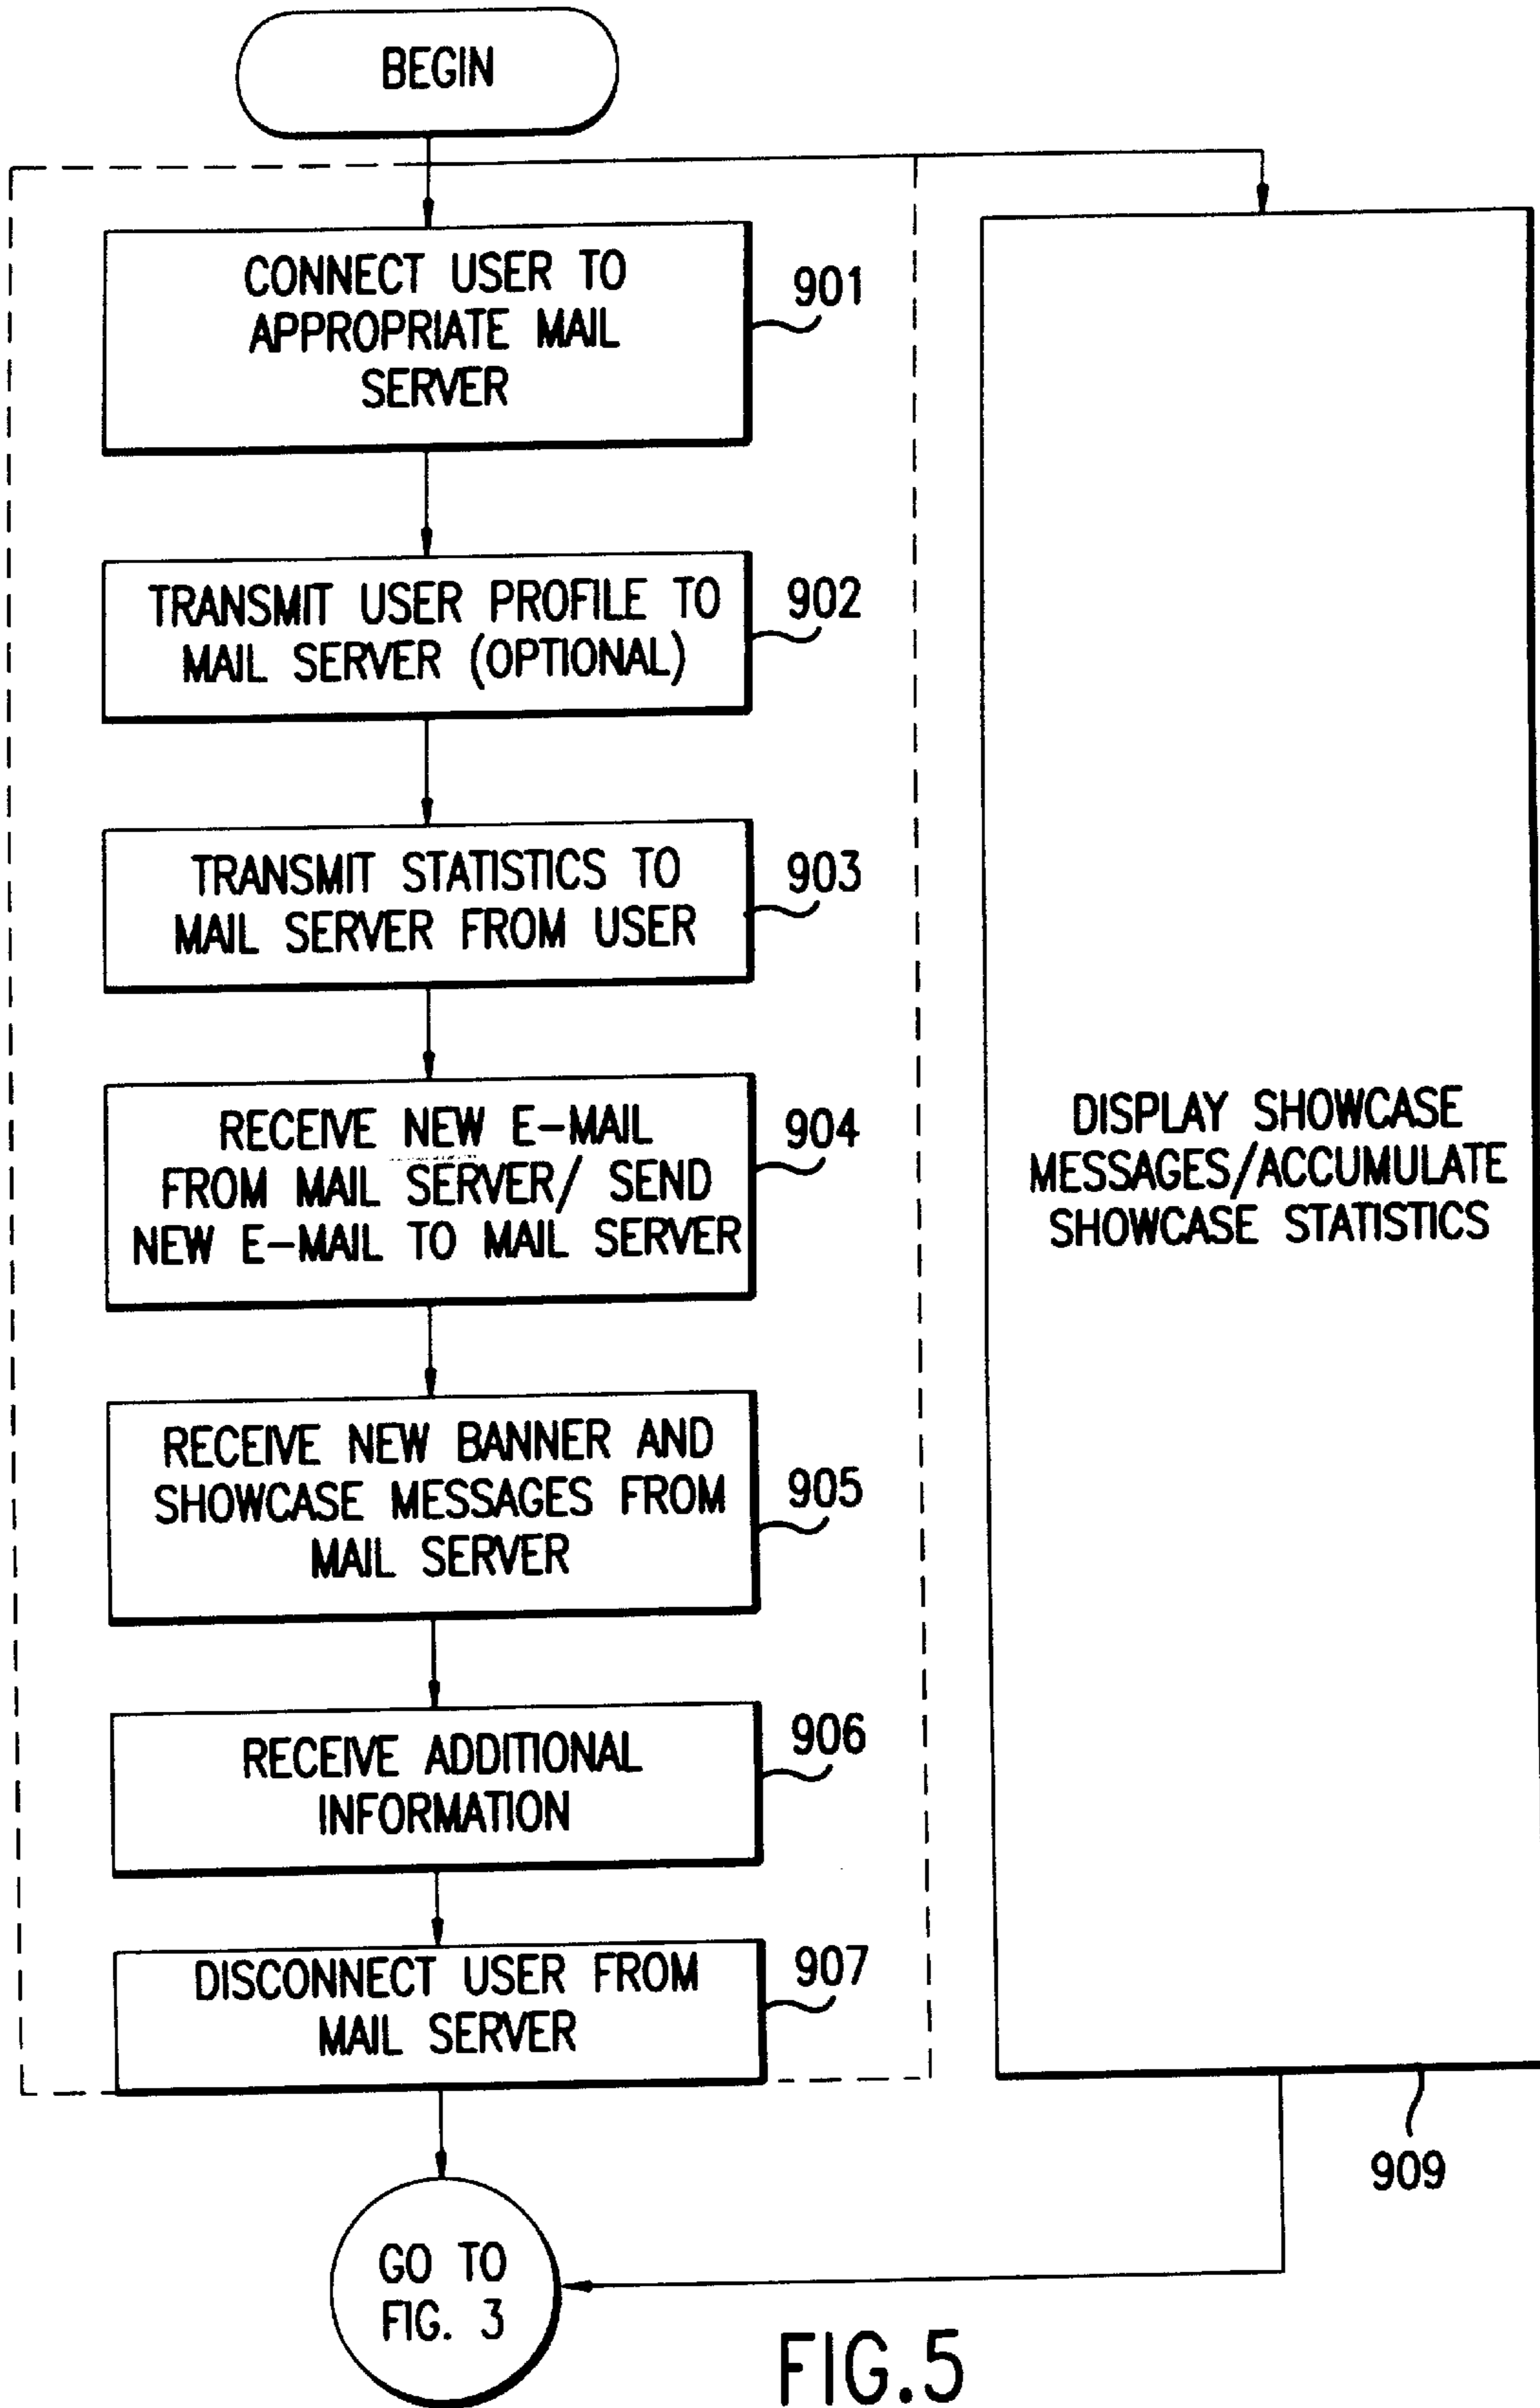 BEGIN
CONNECT USER TO
APPROPRIATE MAIL
SERVER
901
TRANSMIT USER PROFILE TO
MAIL SERVER (OPTIONAL)
902
TRANSMIT STATISTICS TO
MAIL SERVER FROM USER
903
RECEIVE NEW E-MAIL
FROM MAIL SERVER/ SEND
NEW E-MAIL TO MAIL SERVER
904
RECEIVE NEW BANNER AND
SHOWCASE MESSAGES FROM
MAIL SERVER
905
RECEIVE ADDITIONAL
INFORMATION
906
DISCONNECT USER FROM
MAIL SERVER
907
DISPLAY SHOWCASE
MESSAGES/ACCUMULATE
SHOWCASE STATISTICS
909
GO TO
FIG. 3
FIG.5